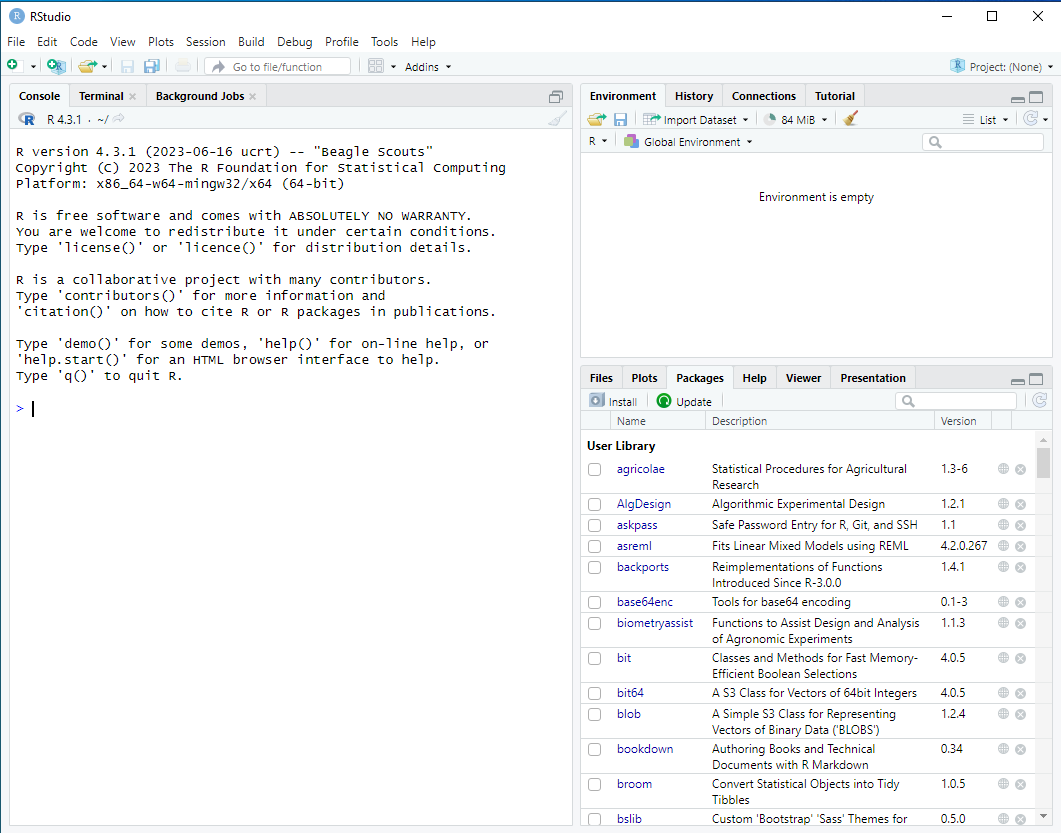 RStudio
File Edit Code View Plots Session Build Debug Profile Tools Help
Go to file/function Addins Project: (None)
Console Terminal Background Jobs
R 4.3.1 · ~/
R version 4.3.1 (2023-06-16 ucrt) -- "Beagle Scouts"
Copyright (C) 2023 The R Foundation for Statistical Computing
Platform: x86_64-w64-mingw32/x64 (64-bit)
R is free software and comes with ABSOLUTELY NO WARRANTY.
You are welcome to redistribute it under certain conditions.
Type 'license()' or 'licence()' for distribution details.
R is a collaborative project with many contributors.
Type 'contributors()' for more information and
'citation()' on how to cite R or R packages in publications.
Type 'demo()' for some demos, 'help()' for on-line help, or
'help.start()' for an HTML browser interface to help.
Type 'q()' to quit R.
>
Environment History Connections Tutorial
Import Dataset 84 MiB List
R Global Environment
Environment is empty
Files Plots Packages Help Viewer Presentation
Install Update
Name Description Version
User Library
agricolae Statistical Procedures for Agricultural 1.3-6
Research
AlgDesign Algorithmic Experimental Design 1.2.1
askpass Safe Password Entry for R, Git, and SSH 1.1
asreml Fits Linear Mixed Models using REML 4.2.0.267
backports Reimplementations of Functions 1.4.1
Introduced Since R-3.0.0
base64enc Tools for base64 encoding 0.1-3
biometryassist Functions to Assist Design and Analysis 1.1.3
of Agronomic Experiments
bit Classes and Methods for Fast Memory- 4.0.5
Efficient Boolean Selections
bit64 A S3 Class for Vectors of 64bit Integers 4.0.5
blob A Simple S3 Class for Representing 1.2.4
Vectors of Binary Data ('BLOBS')
bookdown Authoring Books and Technical 0.34
Documents with R Markdown
broom Convert Statistical Objects into Tidy 1.0.5
Tibbles
bslib Custom 'Bootstrap' 'Sass' Themes for 0.5.0